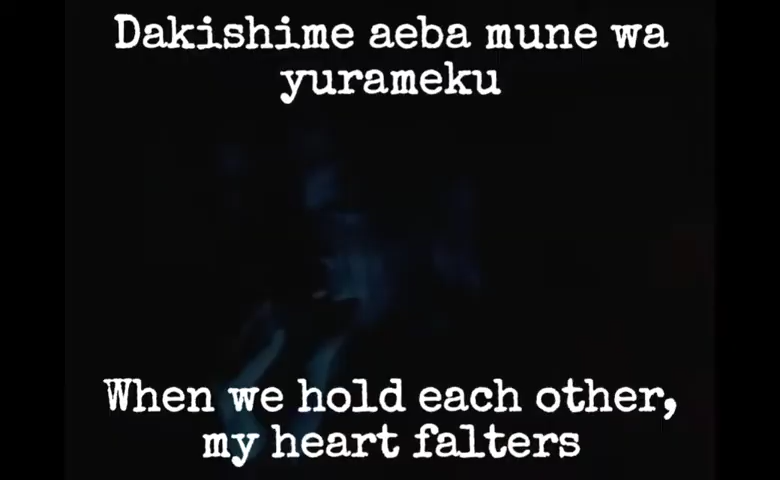 Dakishime aeba mune wa
yurameku
When we hold each other,
my heart falters